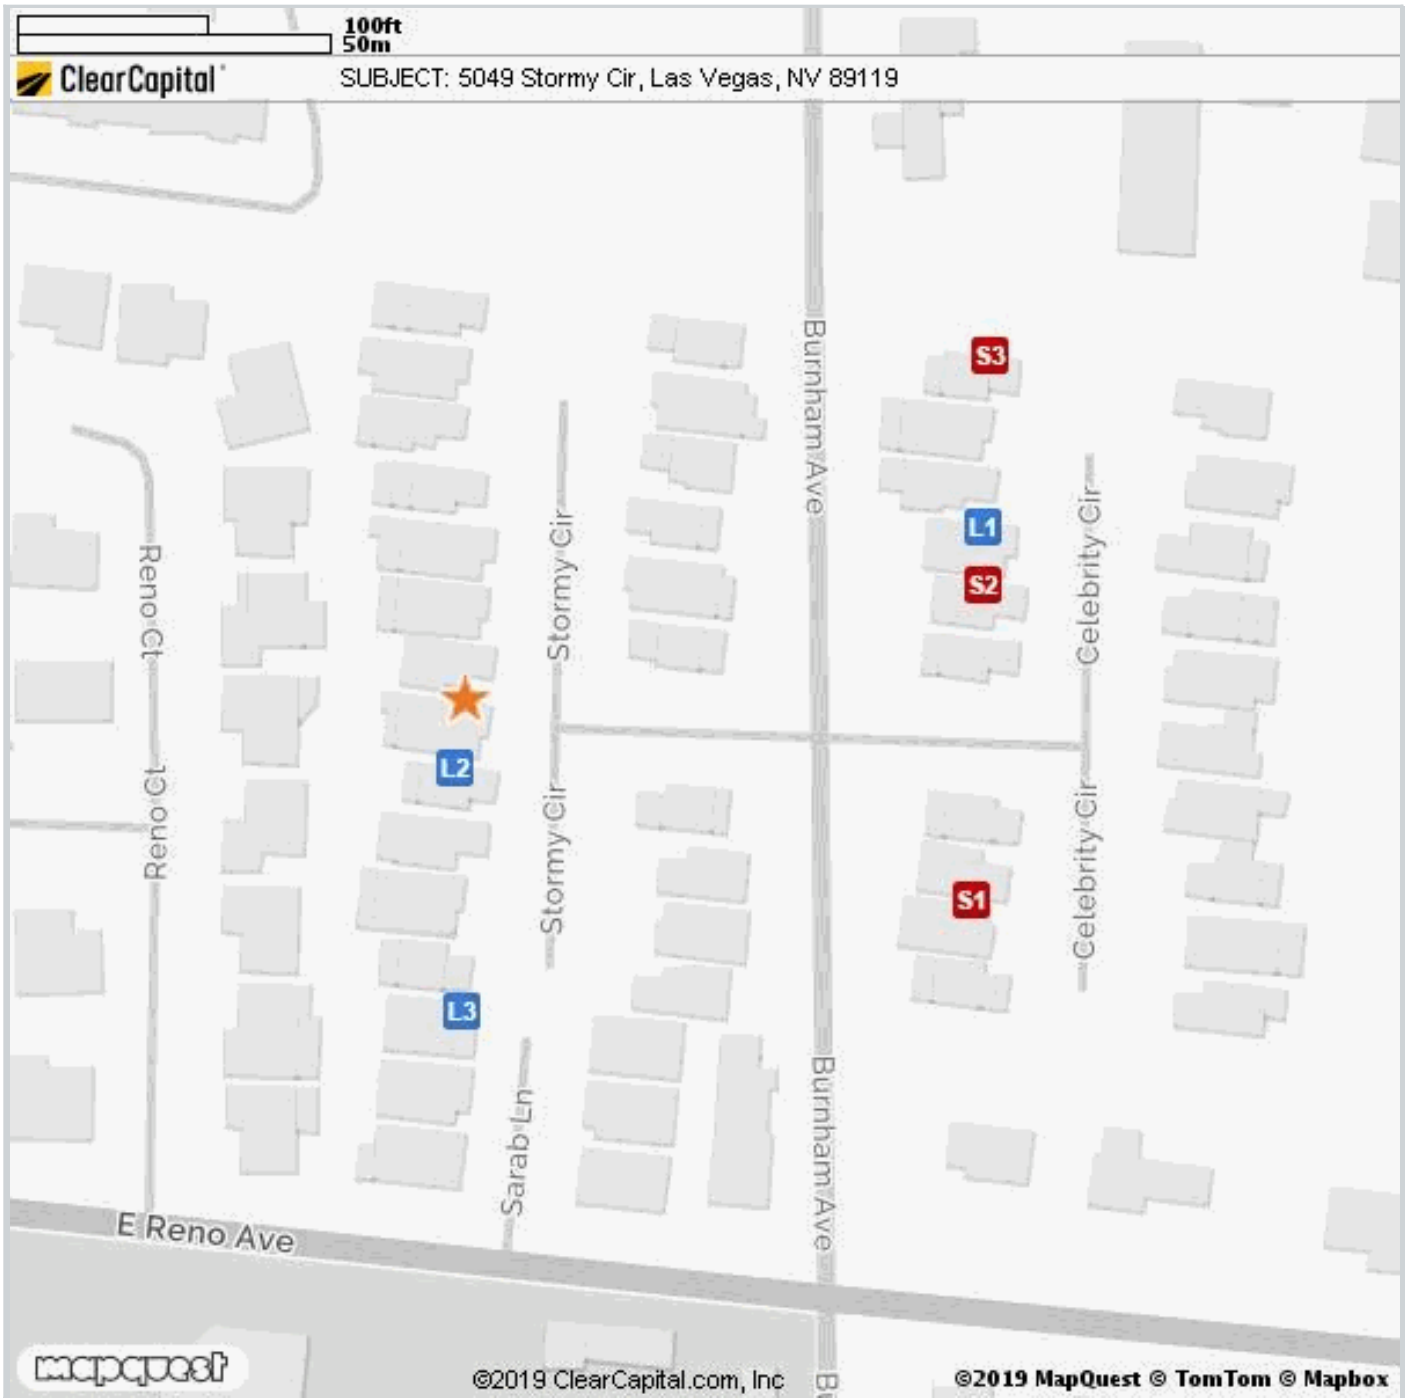 100ft
50m
ClearCapital
SUBJECT: 5049 Stormy Cir, Las Vegas, NV 89119
Burnham Ave
S3
L1
S2
Stormy Cir
Celebrity Cir
Reno Ct
L2
Reno Ct
Stormy Cir
Celebrity Cir
S1
L3
Sarab Ln
Burnham Ave
E Reno Ave
mapquest
©2019 ClearCapital.com, Inc
©2019 MapQuest © TomTom © Mapbox